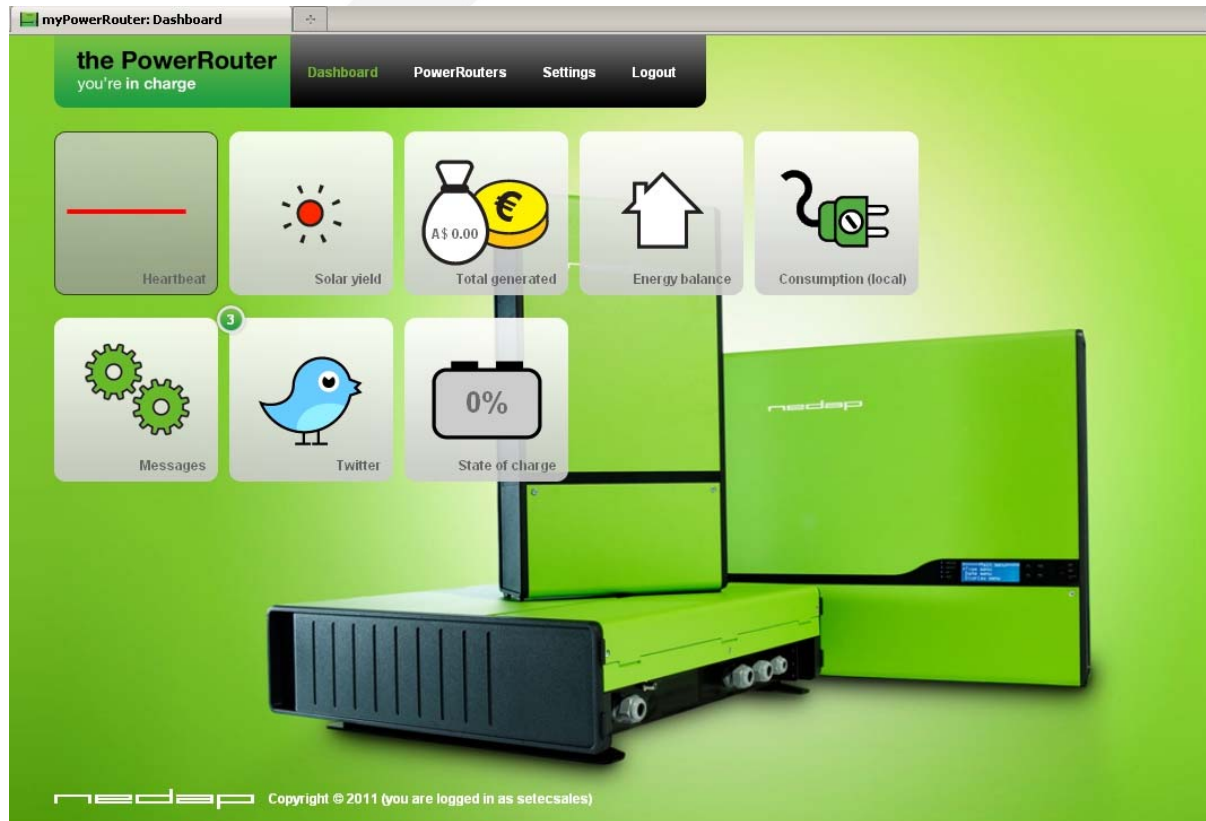 myPowerRouter: Dashboard
the PowerRouter
you're in charge
Dashboard PowerRouters Settings Logout
Heartbeat
Solar yield
€
A$ 0.00
Total generated
Energy balance
Consumption (local)
Messages
3
Twitter
0%
State of charge
nedap
nedap Copyright © 2011 (you are logged in as setecsales)